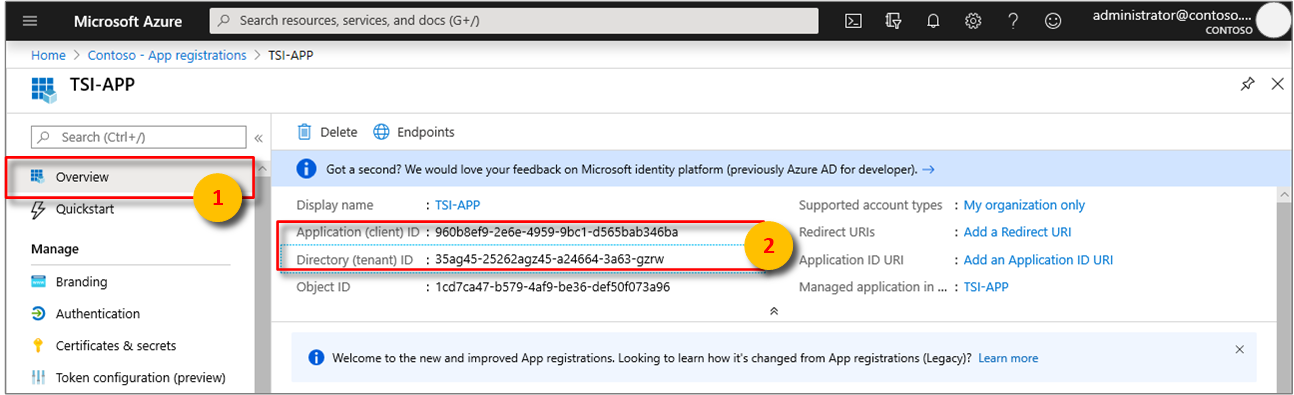 Microsoft Azure
Search resources, services, and docs (G+/)
administrator@contoso....
CONTOSO
Home > Contoso - App registrations > TSI-APP
TSI-APP
Search (Ctrl+/)
«
Overview
1
Quickstart
Manage
Branding
Authentication
Certificates & secrets
Token configuration (preview)
Delete
Endpoints
Got a second? We would love your feedback on Microsoft identity platform (previously Azure AD for developer). →
Display name : TSI-APP
Application (client) ID : 960b8ef9-2e6e-4959-9bc1-d565bab346ba
Directory (tenant) ID : 35ag45-25262agz45-a24664-3a63-gzrw
2
Object ID : 1cd7ca47-b579-4af9-be36-def50f073a96
Supported account types : My organization only
Redirect URIs : Add a Redirect URI
Application ID URI : Add an Application ID URI
Managed application in ... : TSI-APP
Welcome to the new and improved App registrations. Looking to learn how it's changed from App registrations (Legacy)? Learn more